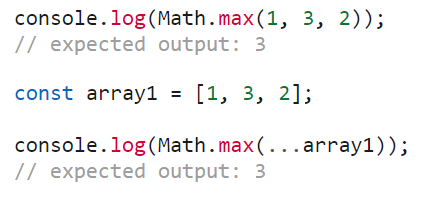 console.log(Math.max(1, 3, 2));
// expected output: 3
const array1 = [1, 3, 2];
console.log(Math.max(...array1));
// expected output: 3